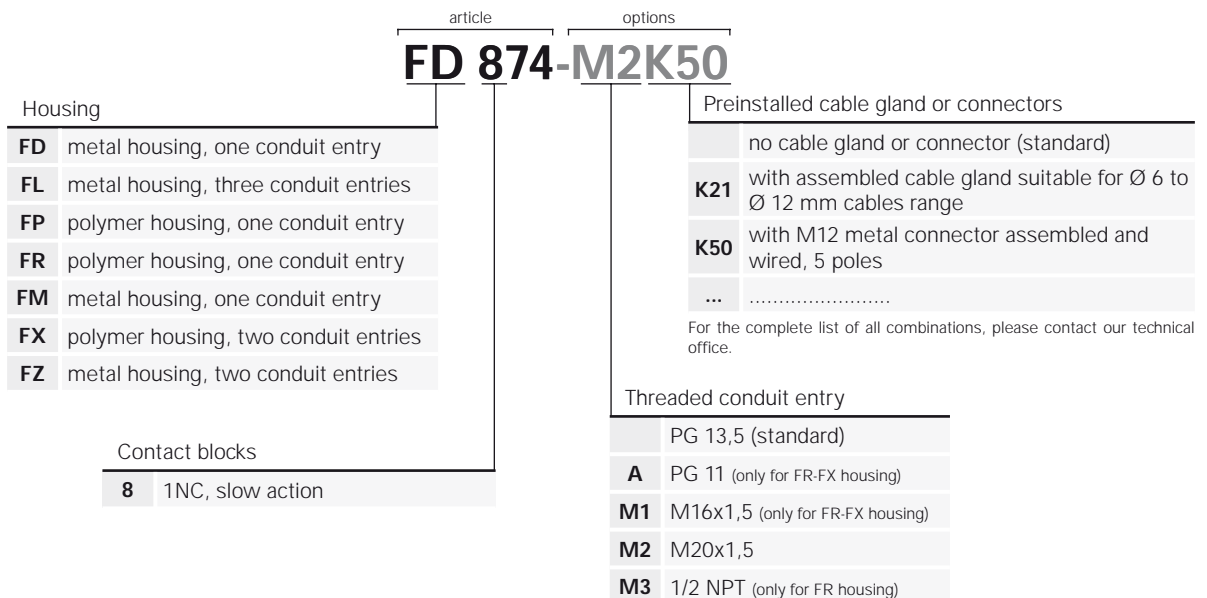 article options
FD 874-M2K50
Housing
FD metal housing, one conduit entry
FL metal housing, three conduit entries
FP polymer housing, one conduit entry
FR polymer housing, one conduit entry
FM metal housing, one conduit entry
FX polymer housing, two conduit entries
FZ metal housing, two conduit entries
Contact blocks
8 1NC, slow action
Preinstalled cable gland or connectors
no cable gland or connector (standard)
K21 with assembled cable gland suitable for Ø 6 to
Ø 12 mm cables range
K50 with M12 metal connector assembled and
wired, 5 poles
... ........................
For the complete list of all combinations, please contact our technical
office.
Threaded conduit entry
PG 13,5 (standard)
A PG 11 (only for FR-FX housing)
M1 M16x1,5 (only for FR-FX housing)
M2 M20x1,5
M3 1/2 NPT (only for FR housing)